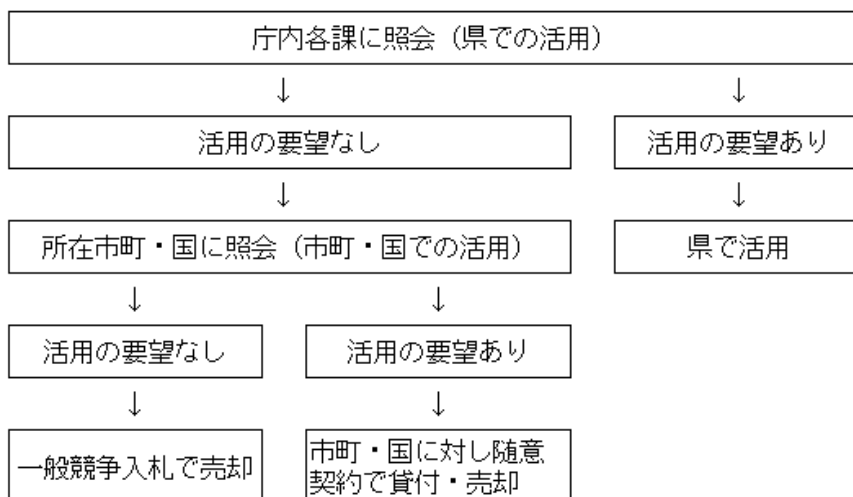 庁内各課に照会（県での活用）
↓ ↓
活用の要望なし 活用の要望あり
↓ ↓
所在市町・国に照会（市町・国での活用） 県で活用
↓ ↓
活用の要望なし 活用の要望あり
↓ ↓
一般競争入札で売却
市町・国に対し随意
契約で貸付・売却